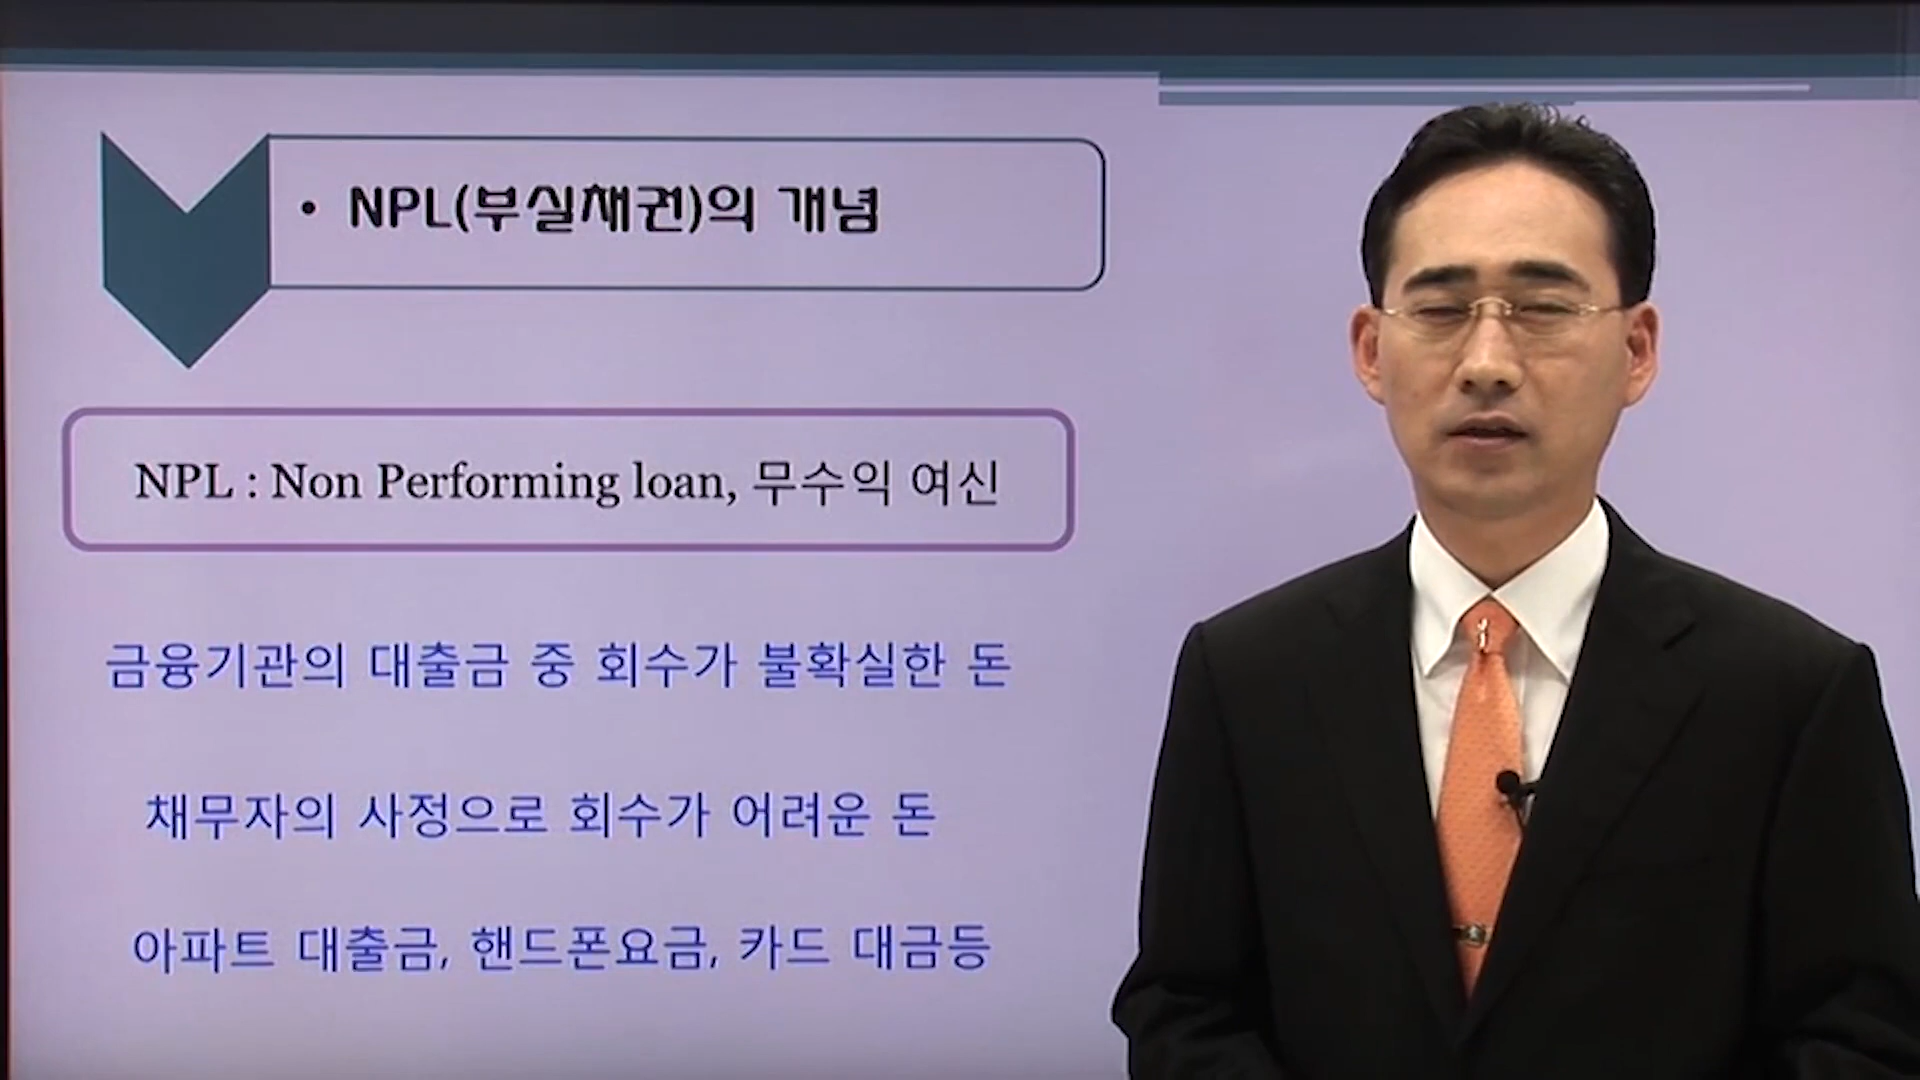 • NPL(부실채권)의 개념
NPL : Non Performing loan, 무수익 여신
금융기관의 대출금 중 회수가 불확실한 돈
채무자의 사정으로 회수가 어려운 돈
아파트 대출금, 핸드폰요금, 카드 대금등